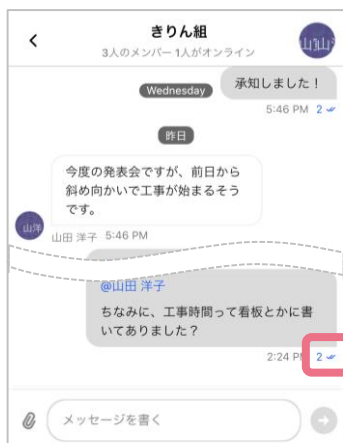 きりん組
3人のメンバー 1人がオンライン
承知しました！
Wednesday
5:46 PM 2
昨日
今度の発表会ですが、前日から
斜め向かいで工事が始まるそう
です。
山洋
山田 洋子 5:46 PM
@山田 洋子
ちなみに、工事時間って看板とかに書
いてありました？
2:24 PM 2
メッセージを書く